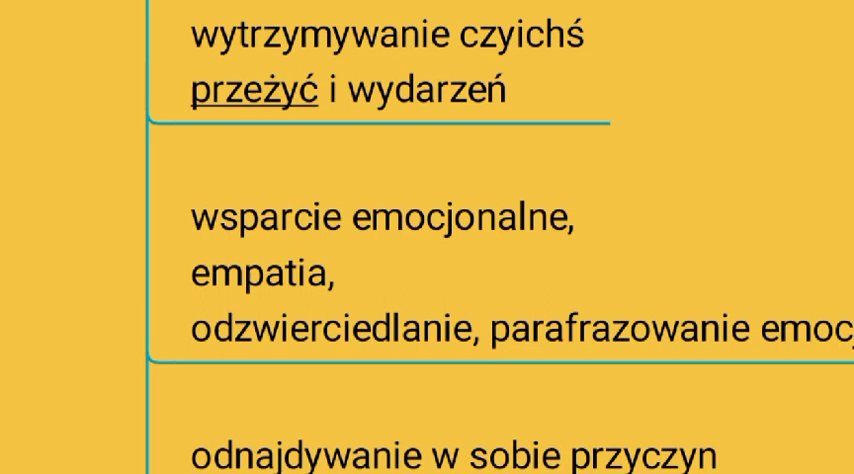 wytrzymywanie czyichś
przeżyć i wydarzeń
wsparcie emocjonalne,
empatia,
odzwierciedlanie, parafrazowanie
odnajdywanie w sobie przyczyn